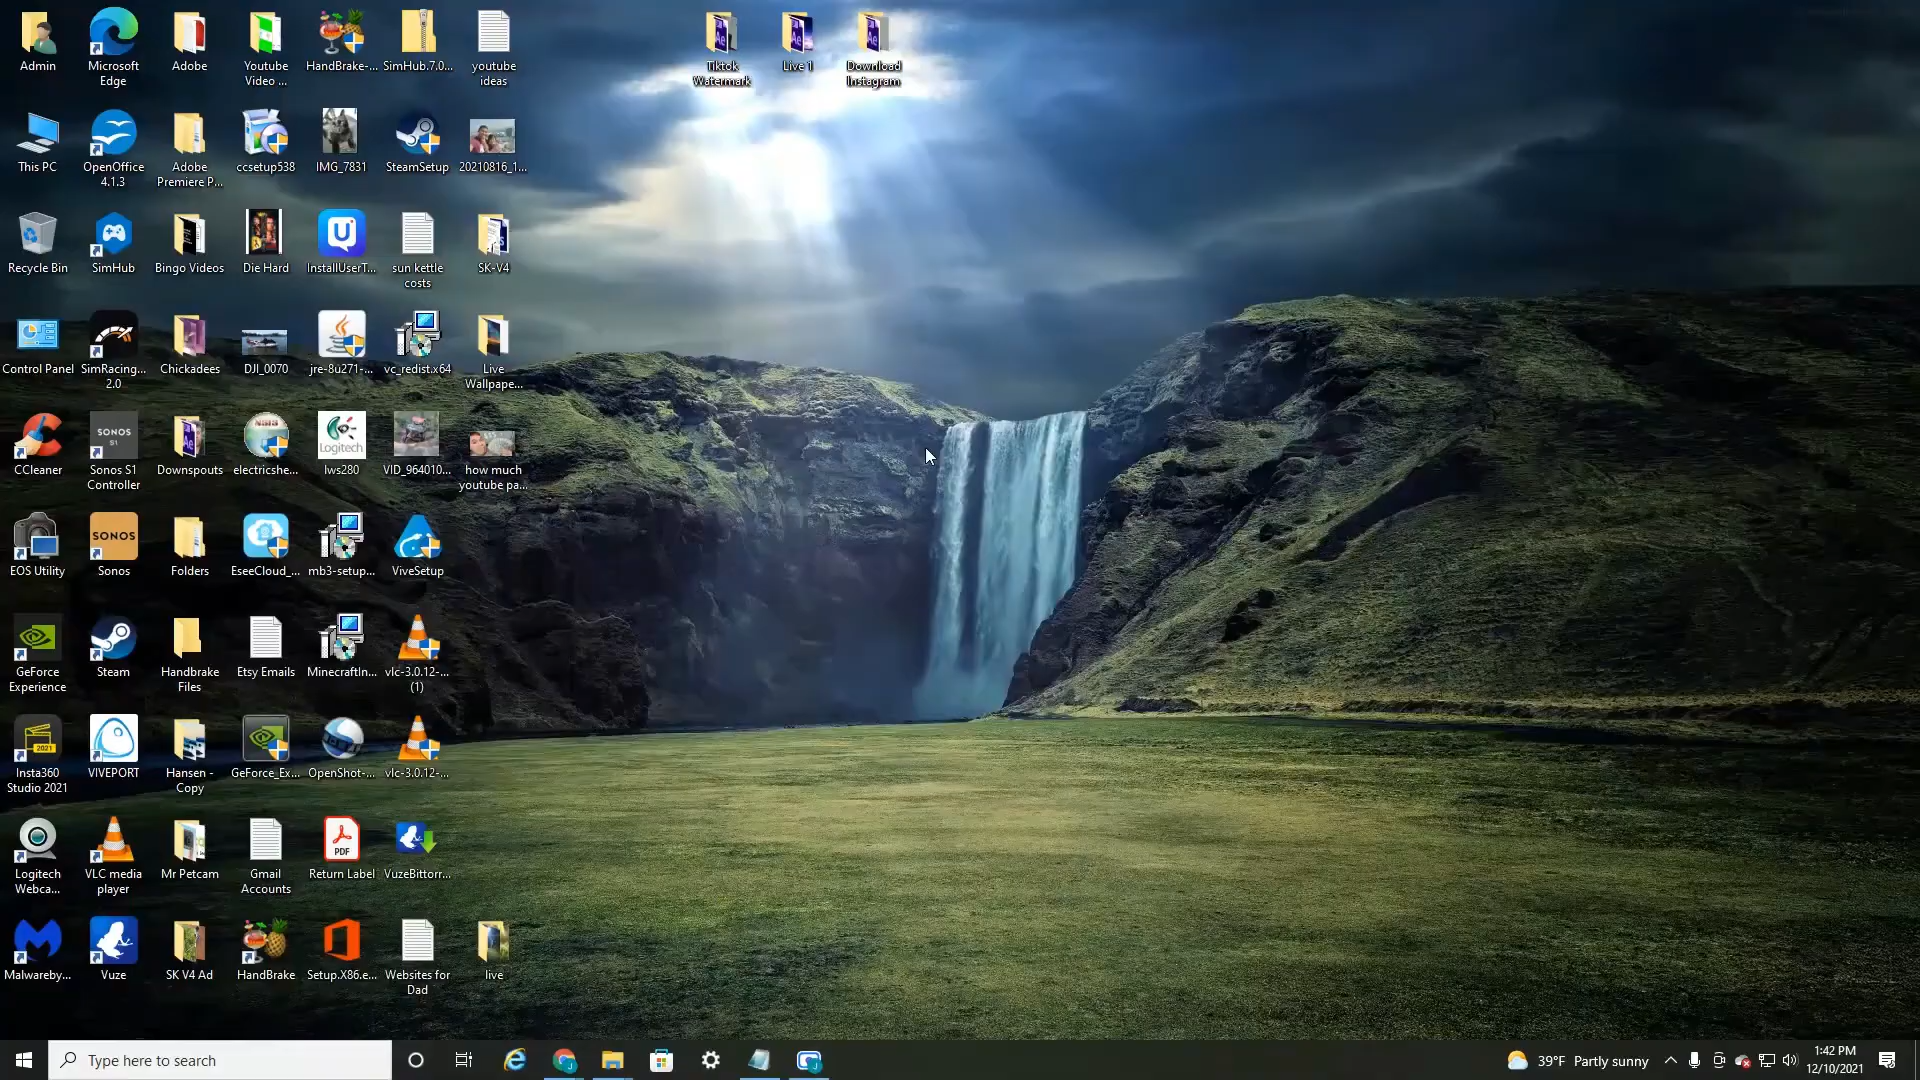 Admin
Microsoft
Edge
Adobe
Youtube
Video ...
HandBrake-...
SimHub.7.0...
youtube
ideas
Tiktok
Watermark
Live 1
Download
Instagram
This PC
OpenOffice
4.1.3
Adobe
Premiere P...
ccsetup538
IMG_7831
SteamSetup
20210816_1...
Recycle Bin
SimHub
Bingo Videos
Die Hard
InstallUserT...
sun kettle
costs
SK-V4
Control Panel
SimRacing...
2.0
Chickadees
DJI_0070
jre-8u271-...
vc_redist.x64
Live
Wallpape...
CCleaner
SONOS
S1
Sonos S1
Controller
Downspouts
electricshe...
Logitech
lws280
VID_964010...
how much
youtube pa...
EOS Utility
SONOS
Sonos
Folders
EseeCloud_...
mb3-setup...
ViveSetup
GeForce
Experience
Steam
Handbrake
Files
Etsy Emails
MinecraftIn...
vlc-3.0.12-...
(1)
2021
Insta360
Studio 2021
VIVEPORT
Hansen -
Copy
GeForce_Ex...
OpenShot-...
vlc-3.0.12-...
Logitech
Webca...
VLC media
player
Mr Petcam
Gmail
Accounts
PDF
Return Label
VuzeBittorr...
Malwareby...
Vuze
SK V4 Ad
HandBrake
Setup.X86.e...
Websites for
Dad
live
Type here to search
39°F Partly sunny
1:42 PM
12/10/2021